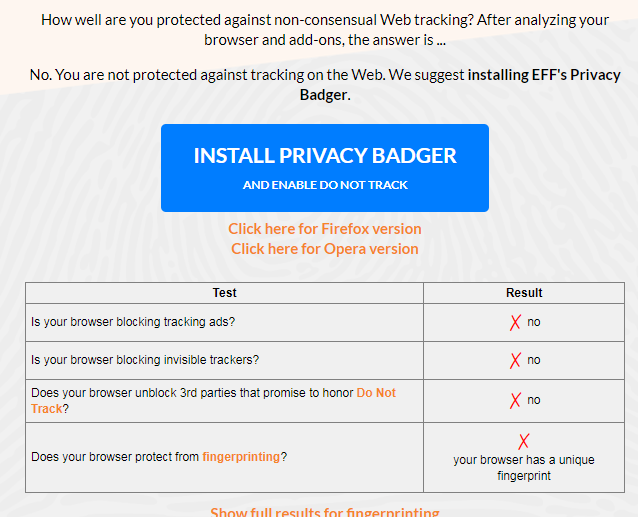 How well are you protected against non-consensual Web tracking? After analyzing your
browser and add-ons, the answer is ...
No. You are not protected against tracking on the Web. We suggest installing EFF's Privacy
Badger.
INSTALL PRIVACY BADGER
AND ENABLE DO NOT TRACK
Click here for Firefox version
Click here for Opera version
Test Result
Is your browser blocking tracking ads? ✗ no
Is your browser blocking invisible trackers? ✗ no
Does your browser unblock 3rd parties that promise to honor Do Not
Track? ✗ no
Does your browser protect from fingerprinting? ✗
your browser has a unique
fingerprint
Show full results for fingerprinting